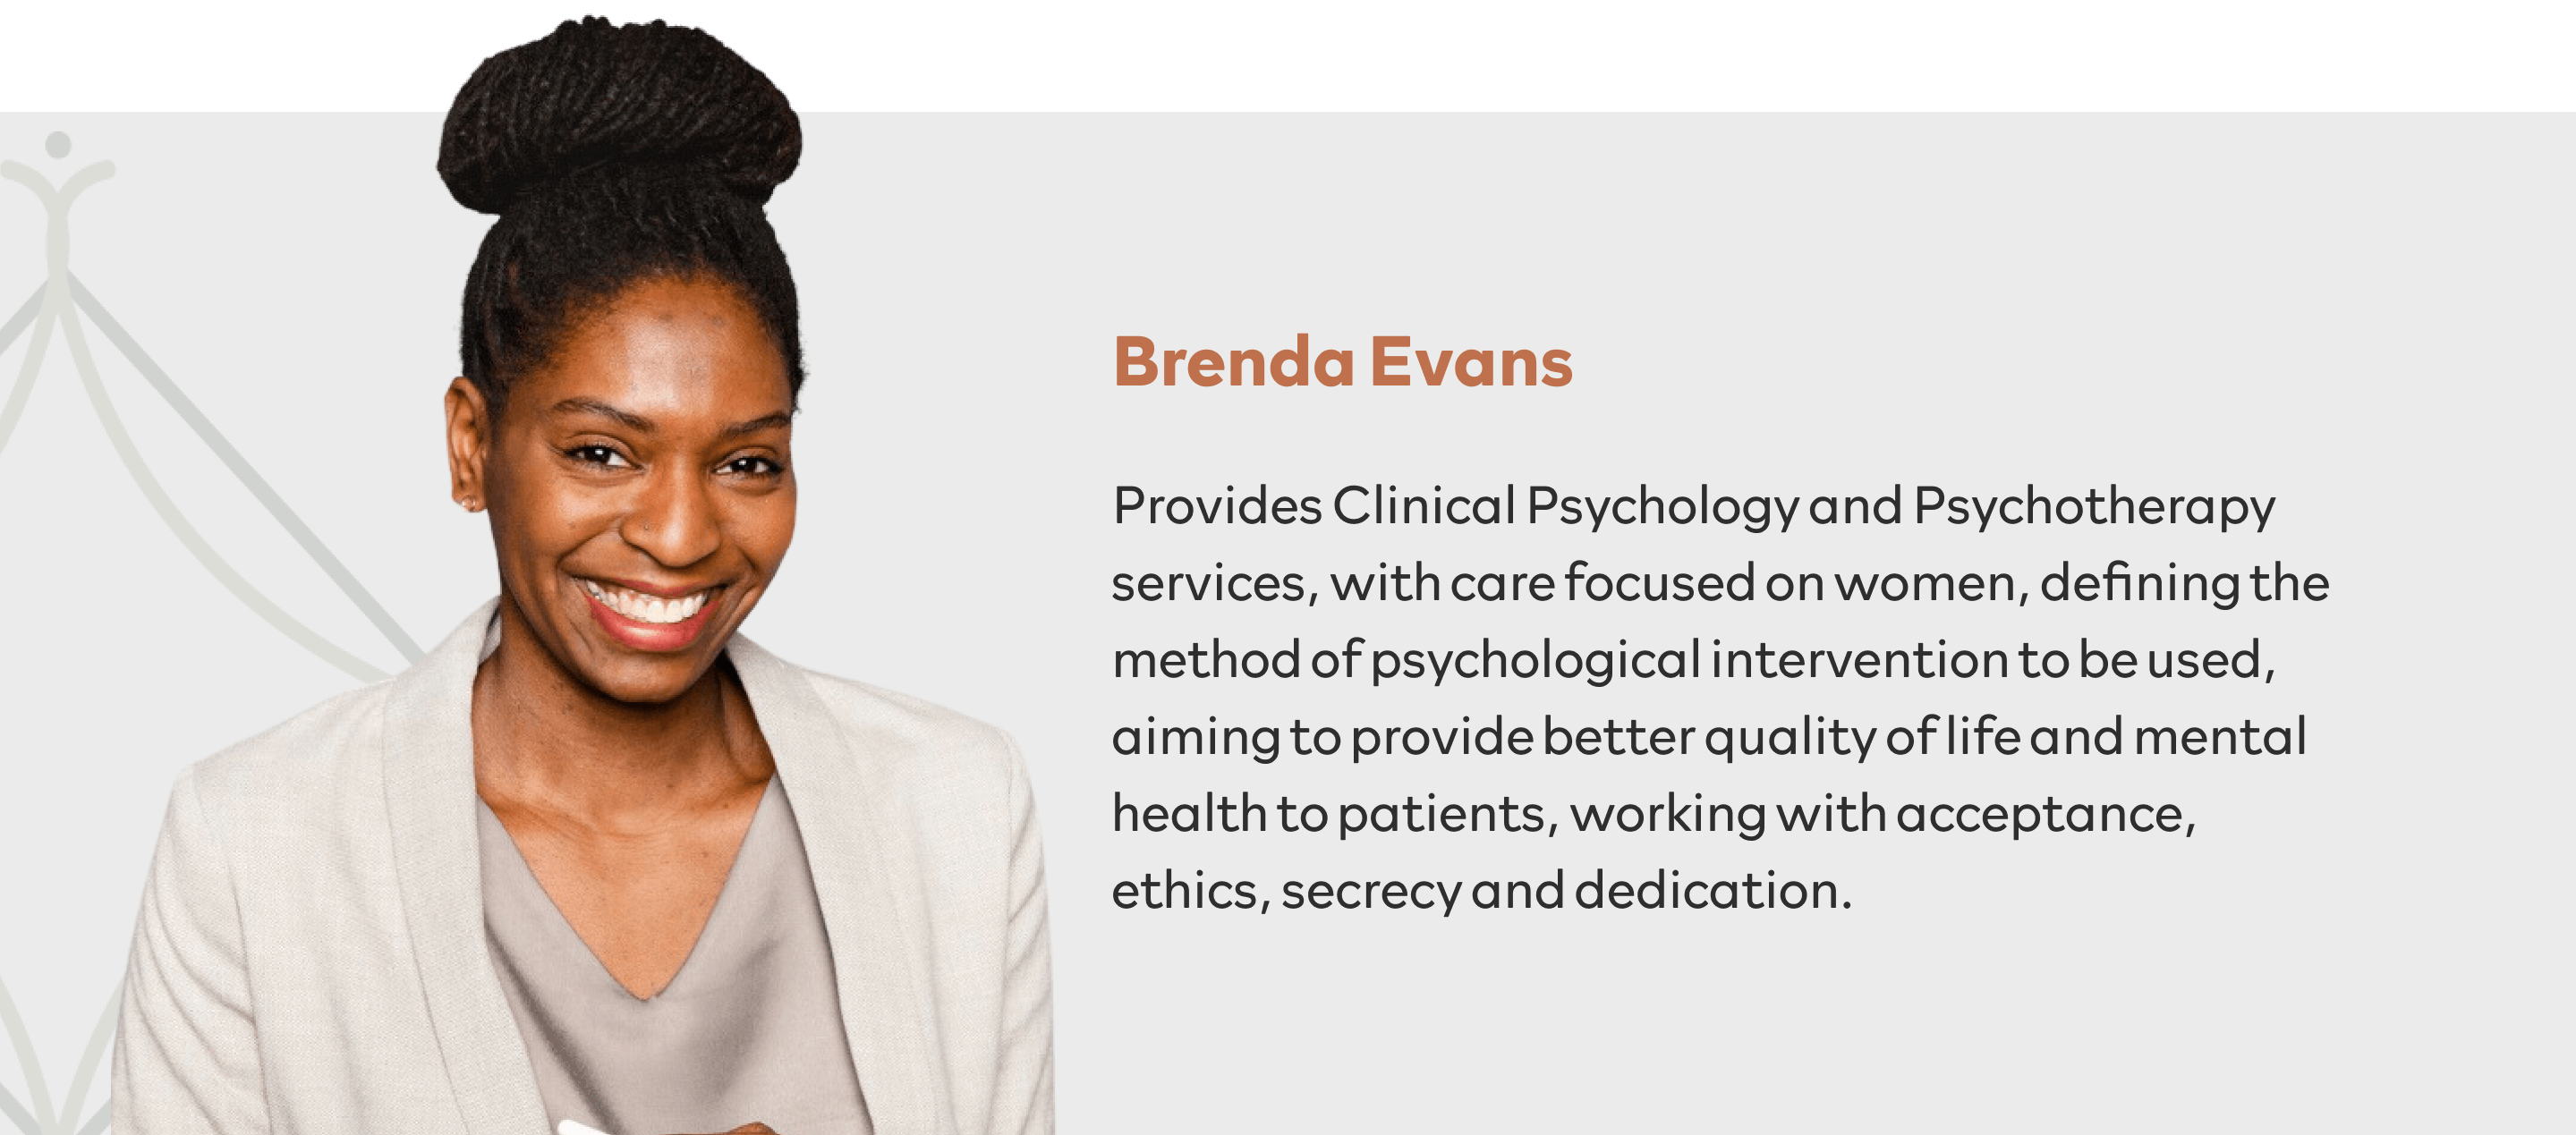 Brenda Evans
Provides Clinical Psychology and Psychotherapy
services, with care focused on women, defining the
method of psychological intervention to be used,
aiming to provide better quality of life and mental
health to patients, working with acceptance,
ethics, secrecy and dedication.